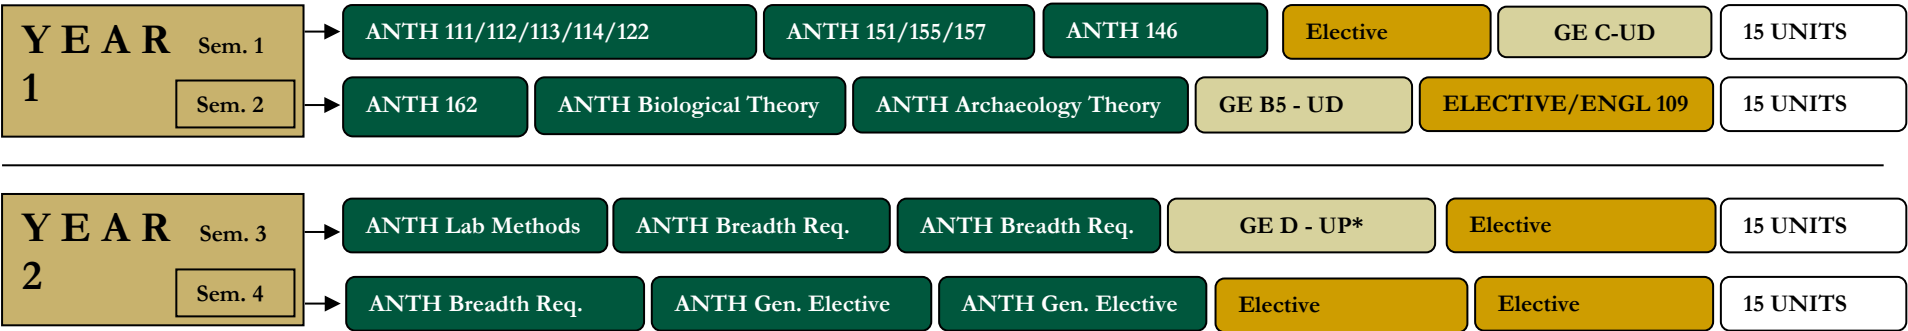 YEAR 1
Sem. 1
ANTH 111/112/113/114/122
ANTH 151/155/157
ANTH 146
Elective
GE C-UD
15 UNITS
Sem. 2
ANTH 162
ANTH Biological Theory
ANTH Archaeology Theory
GE B5 - UD
ELECTIVE/ENGL 109
15 UNITS
YEAR 2
Sem. 3
ANTH Lab Methods
ANTH Breadth Req.
ANTH Breadth Req.
GE D - UP*
Elective
15 UNITS
Sem. 4
ANTH Breadth Req.
ANTH Gen. Elective
ANTH Gen. Elective
Elective
Elective
15 UNITS